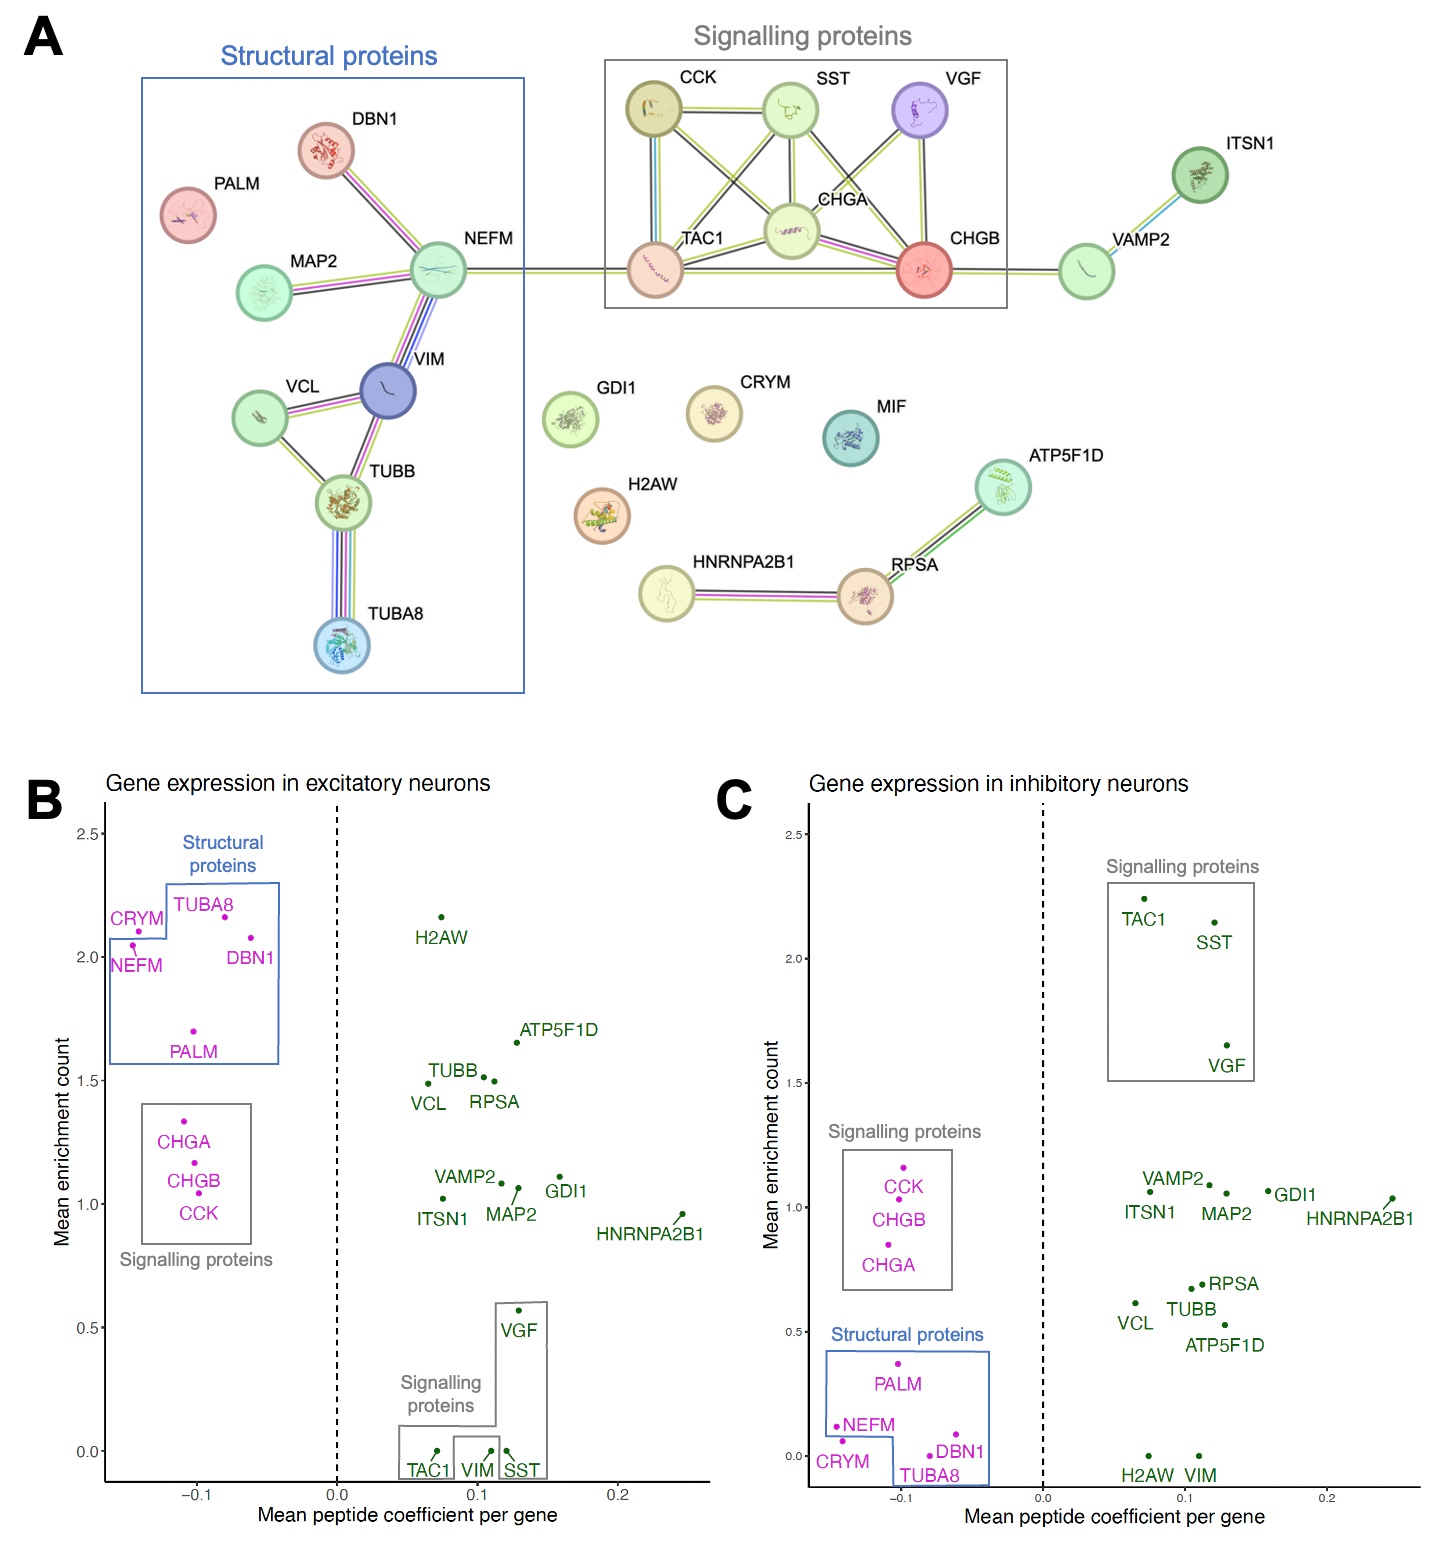 A
Structural proteins
Signalling proteins
CCK
SST
VGF
DBN1
ITSN1
PALM
CHGA
NEFM
TAC1
CHGB
VAMP2
MAP2
VIM
VCL
GDI1
CRYM
MIF
TUBB
ATP5F1D
H2AW
HNRNPA2B1
RPSA
TUBA8
B
Gene expression in excitatory neurons
2.5
2.0
1.5
1.0
0.5
0.0
Mean enrichment count
Structural
proteins
CRYM
TUBA8
NEFM
DBN1
PALM
H2AW
ATP5F1D
TUBB
VCL
RPSA
CHGA
CHGB
CCK
Signalling proteins
VAMP2
ITSN1
MAP2
GDI1
HNRNPA2B1
VGF
Signalling
proteins
TAC1
VIM
SST
−0.1
0.0
0.1
0.2
Mean peptide coefficient per gene
C
Gene expression in inhibitory neurons
2.5
2.0
1.5
1.0
0.5
0.0
Mean enrichment count
Signalling proteins
TAC1
SST
VGF
Signalling proteins
CCK
CHGB
CHGA
VAMP2
ITSN1
MAP2
GDI1
HNRNPA2B1
RPSA
TUBB
VCL
ATP5F1D
Structural proteins
PALM
NEFM
CRYM
DBN1
TUBA8
H2AW
VIM
−0.1
0.0
0.1
0.2
Mean peptide coefficient per gene